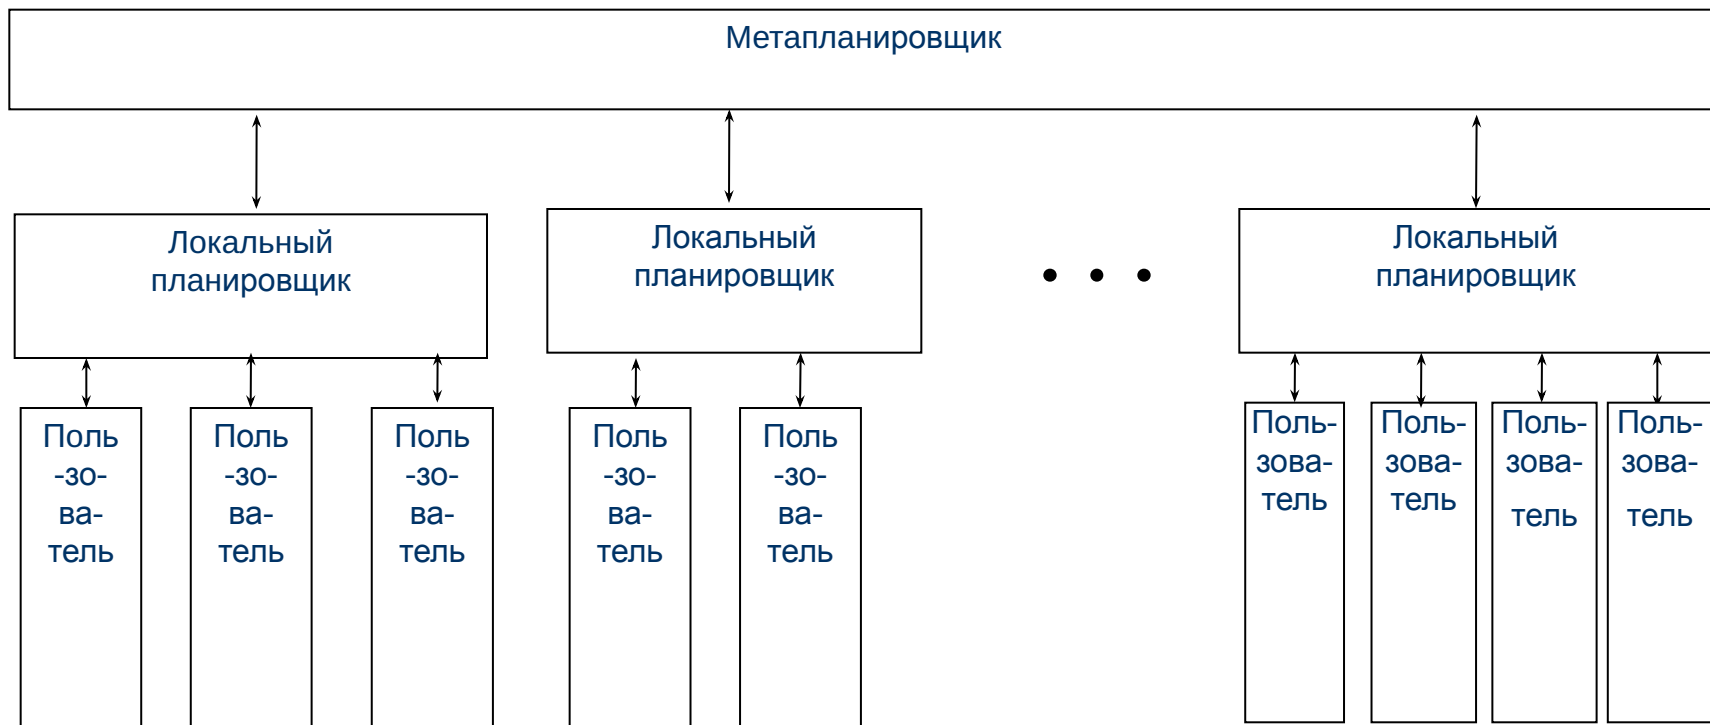 Метапланировщик
Локальный
планировщик
Локальный
планировщик
Локальный
планировщик
Поль
-зо-
ва-
тель
Поль
-зо-
ва-
тель
Поль
-зо-
ва-
тель
Поль
-зо-
ва-
тель
Поль
-зо-
ва-
тель
Поль-
зова-
тель
Поль-
зова-
тель
Поль-
зова-
тель
Поль-
зова-
тель